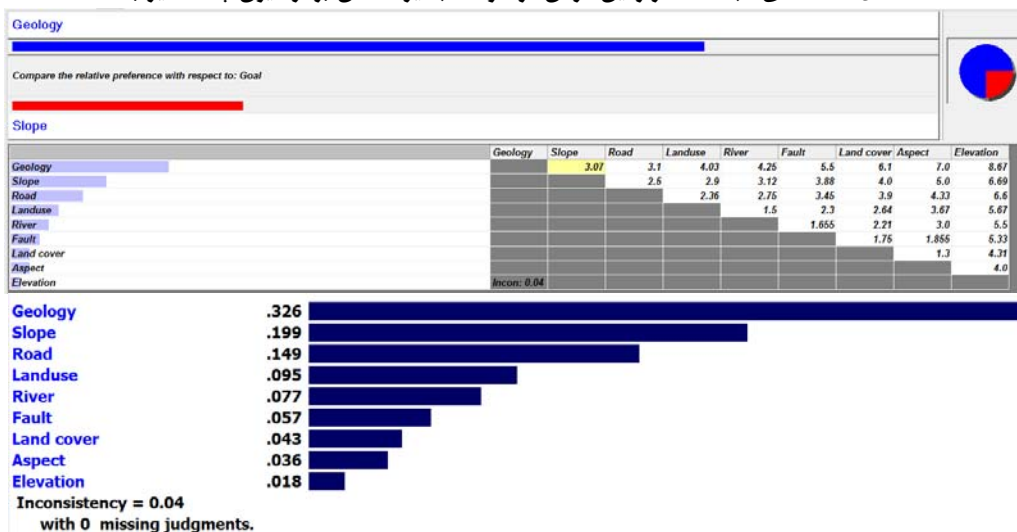 Geology
Compare the relative preference with respect to: Goal
Slope
Geology Slope Road Landuse River Fault Land cover Aspect Elevation
Geology 3.07 3.1 4.03 4.25 5.5 6.1 7.0 8.67
Slope 2.5 2.9 3.12 3.88 4.0 5.0 6.69
Road 2.36 2.75 3.45 3.9 4.33 6.6
Landuse 1.5 2.3 2.64 3.67 5.67
River 1.655 2.21 3.0 5.5
Fault 1.75 1.855 5.33
Land cover 1.3 4.31
Aspect 4.0
Elevation Incon: 0.04
Geology .326
Slope .199
Road .149
Landuse .095
River .077
Fault .057
Land cover .043
Aspect .036
Elevation .018
Inconsistency = 0.04
with 0 missing judgments.